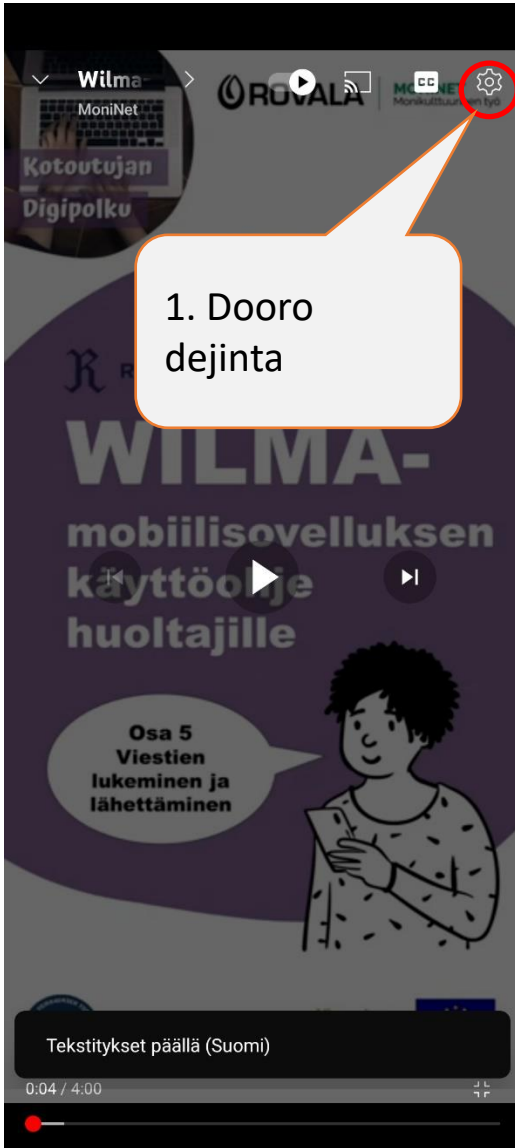 Wilma-
MoniNet
CC
ROVALA
MONINET
Monikulttuurinen työ
Kotoutujan
Digipolku
1. Dooro
dejinta
R
WILMA-
mobiilisovelluksen
käyttöohje
huoltajille
Osa 5
Viestien
lukeminen ja
lähettäminen
Tekstitykset päällä (Suomi)
0:04 / 4:00